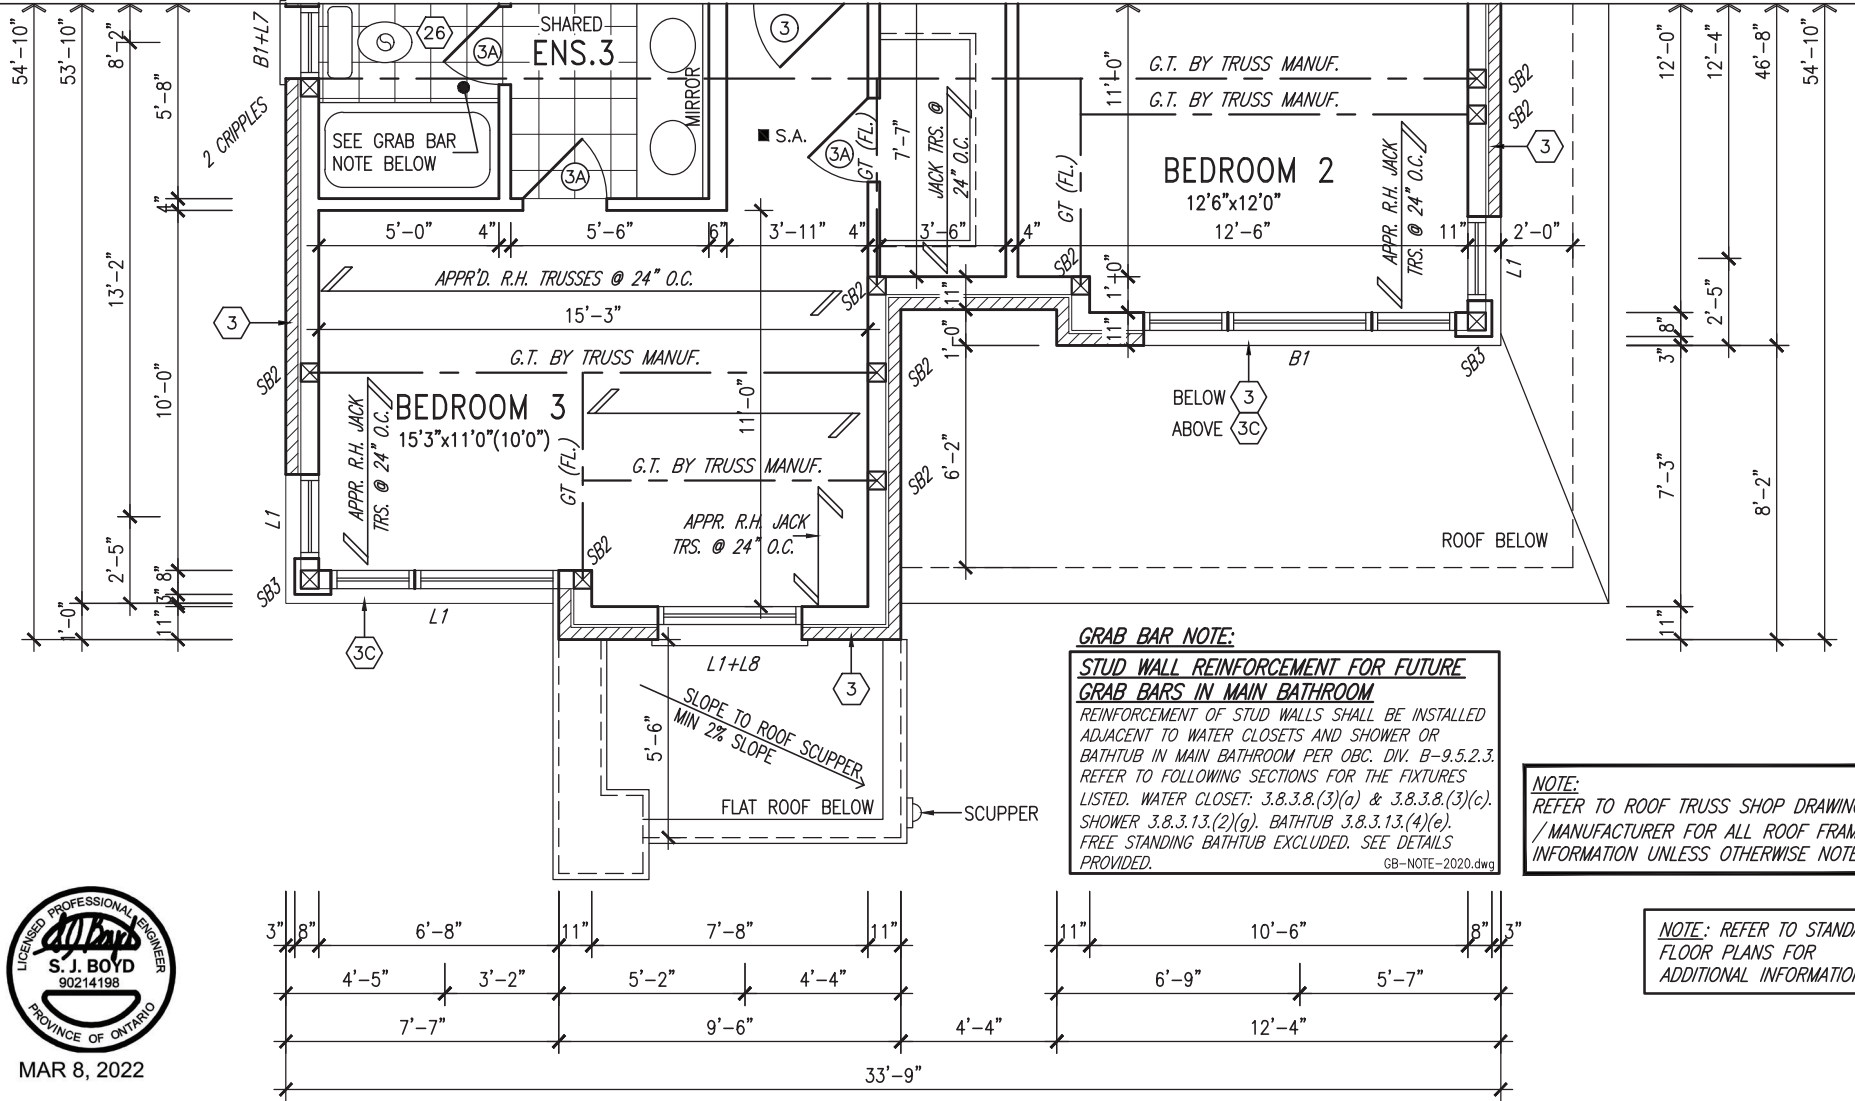 54'-10"
53'-10"
8'-2"
5'-8"
B1+L7
2 CRIPPLES
26
3A
SHARED
ENS.3
MIRROR
3
SEE GRAB BAR
NOTE BELOW
3A
S.A.
3A
GT (FL.)
7'-7"
JACK TRS. @
24" O.C.
11'-0"
G.T. BY TRUSS MANUF.
G.T. BY TRUSS MANUF.
SB2
SB2
3
GT (FL.)
BEDROOM 2
12'6"x12'0"
APPR. R.H. JACK
TRS. @ 24" O.C.
12'-0"
12'-4"
46'-8"
54'-10"
4"
5'-0"
4"
5'-6"
6"
3'-11"
4"
3'-6"
4"
12'-6"
11"
2'-0"
13'-2"
APPR'D. R.H. TRUSSES @ 24" O.C.
SB2
11"
SB2
1'-0"
L1
3
15'-3"
1'-0"
11"
B1
SB3
8"
3"
2'-5"
G.T. BY TRUSS MANUF.
SB2
SB2
10'-0"
BEDROOM 3
15'3"x11'0"(10'0")
11'-0"
BELOW
3
ABOVE
3C
APPR. R.H. JACK
TRS. @ 24" O.C.
GT (FL.)
G.T. BY TRUSS MANUF.
SB2
6'-2"
7'-3"
8'-2"
L1
APPR. R.H. JACK
TRS. @ 24" O.C.
ROOF BELOW
2'-5"
8"
3"
SB3
SB2
1'-0"
11"
L1
3C
11"
L1+L8
3
5'-6"
SLOPE TO ROOF SCUPPER
MIN 2% SLOPE
FLAT ROOF BELOW
SCUPPER
GRAB BAR NOTE:
STUD WALL REINFORCEMENT FOR FUTURE
GRAB BARS IN MAIN BATHROOM
REINFORCEMENT OF STUD WALLS SHALL BE INSTALLED
ADJACENT TO WATER CLOSETS AND SHOWER OR
BATHTUB IN MAIN BATHROOM PER OBC. DIV. B-9.5.2.3.
REFER TO FOLLOWING SECTIONS FOR THE FIXTURES
LISTED. WATER CLOSET: 3.8.3.8.(3)(a) & 3.8.3.8.(3)(c).
SHOWER 3.8.3.13.(2)(g). BATHTUB 3.8.3.13.(4)(e).
FREE STANDING BATHTUB EXCLUDED. SEE DETAILS
PROVIDED.
GB-NOTE-2020.dwg
NOTE:
REFER TO ROOF TRUSS SHOP DRAWING
/MANUFACTURER FOR ALL ROOF FRAM
INFORMATION UNLESS OTHERWISE NOTE
NOTE: REFER TO STANDA
FLOOR PLANS FOR
ADDITIONAL INFORMATION
LICENSED PROFESSIONAL ENGINEER
S. J. BOYD
90214198
PROVINCE OF ONTARIO
MAR 8, 2022
3"
8"
6'-8"
11"
7'-8"
11"
11"
10'-6"
8"
3"
4'-5"
3'-2"
5'-2"
4'-4"
6'-9"
5'-7"
7'-7"
9'-6"
4'-4"
12'-4"
33'-9"